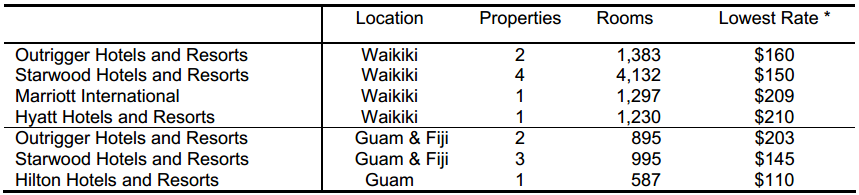 Location Properties Rooms Lowest Rate *
Outrigger Hotels and Resorts Waikiki 2 1,383 $160
Starwood Hotels and Resorts Waikiki 4 4,132 $150
Marriott International Waikiki 1 1,297 $209
Hyatt Hotels and Resorts Waikiki 1 1,230 $210
Outrigger Hotels and Resorts Guam & Fiji 2 895 $203
Starwood Hotels and Resorts Guam & Fiji 3 995 $145
Hilton Hotels and Resorts Guam 1 587 $110